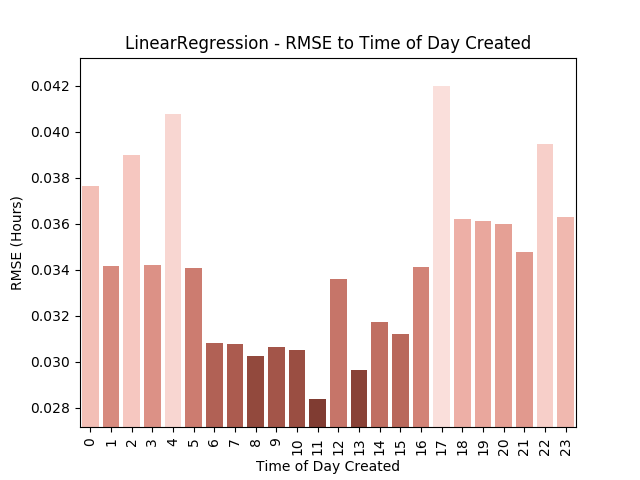 LinearRegression - RMSE to Time of Day Created
RMSE (Hours)
0.042
0.040
0.038
0.036
0.034
0.032
0.030
0.028
0 1 2 3 4 5 6 7 8 9 10 11 12 13 14 15 16 17 18 19 20 21 22 23
Time of Day Created